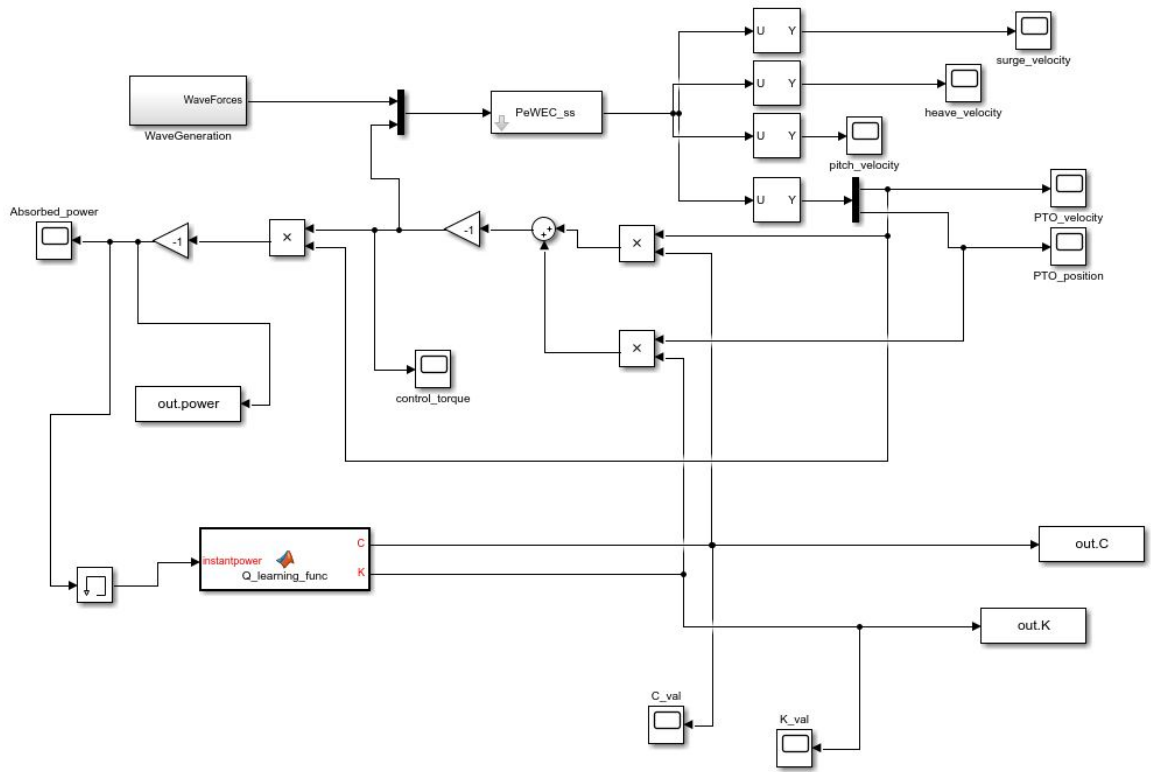 U Y
surge_velocity
WaveForces
WaveGeneration
PeWEC_ss
U Y
heave_velocity
U Y
pitch_velocity
U Y
PTO_velocity
PTO_position
Absorbed_power
-1
×
-1
+
+
×
×
control_torque
out.power
instantpower
C
K
Q_learning_func
out.C
out.K
C_val
K_val